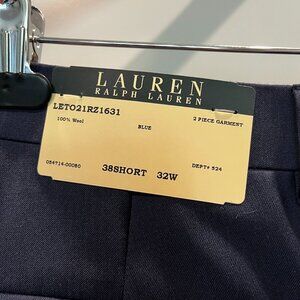 LAUREN
RALPH LAUREN
LETO21RZ1631
100% Wool BLUE 2 PIECE GARMENT
054714-00080 DEPT# 524
38SHORT 32W